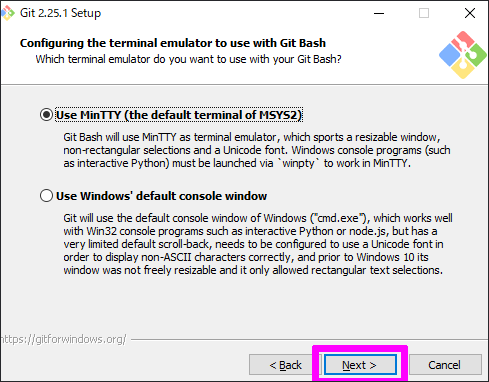 Git 2.25.1 Setup
Configuring the terminal emulator to use with Git Bash
Which terminal emulator do you want to use with your Git Bash?
Use MinTTY (the default terminal of MSYS2)
Git Bash will use MinTTY as terminal emulator, which sports a resizable window,
non-rectangular selections and a Unicode font. Windows console programs (such
as interactive Python) must be launched via `winpty` to work in MinTTY.
Use Windows' default console window
Git will use the default console window of Windows ("cmd.exe"), which works well
with Win32 console programs such as interactive Python or node.js, but has a
very limited default scroll-back, needs to be configured to use a Unicode font in
order to display non-ASCII characters correctly, and prior to Windows 10 its
window was not freely resizable and it only allowed rectangular text selections.
https://gitforwindows.org/
< Back
Next >
Cancel